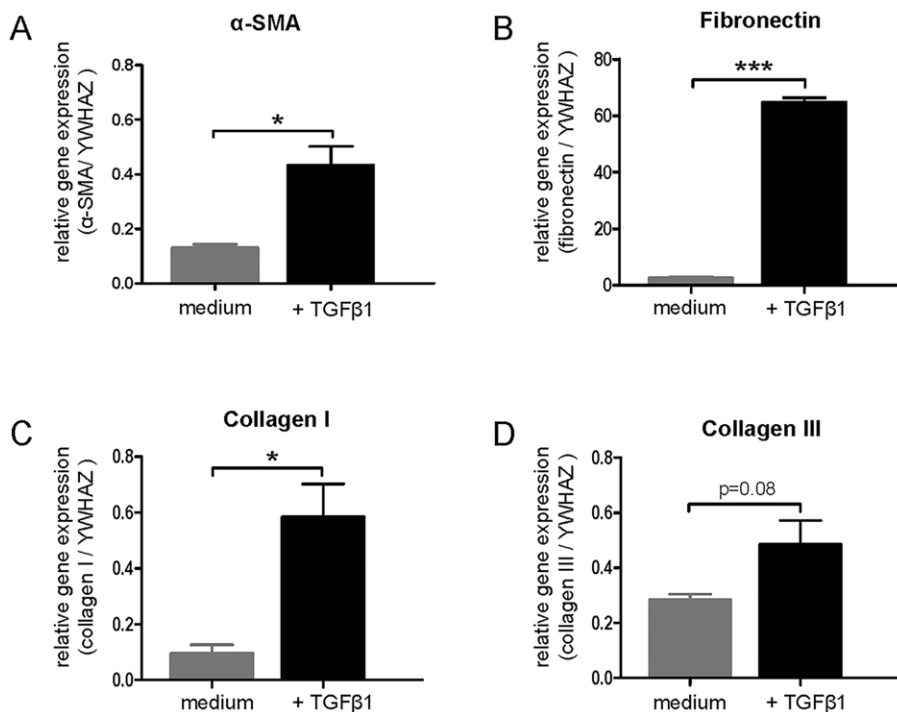 A
α-SMA
relative gene expression
(α-SMA/ YWHAZ )
0.8
0.6
0.4
0.2
0.0
*
medium
+ TGFβ1
B
Fibronectin
relative gene expression
(fibronectin / YWHAZ )
80
60
40
20
0
***
medium
+ TGFβ1
C
Collagen I
relative gene expression
(collagen I / YWHAZ )
0.8
0.6
0.4
0.2
0.0
*
medium
+ TGFβ1
D
Collagen III
relative gene expression
(collagen III / YWHAZ )
0.8
0.6
0.4
0.2
0.0
p=0.08
medium
+ TGFβ1